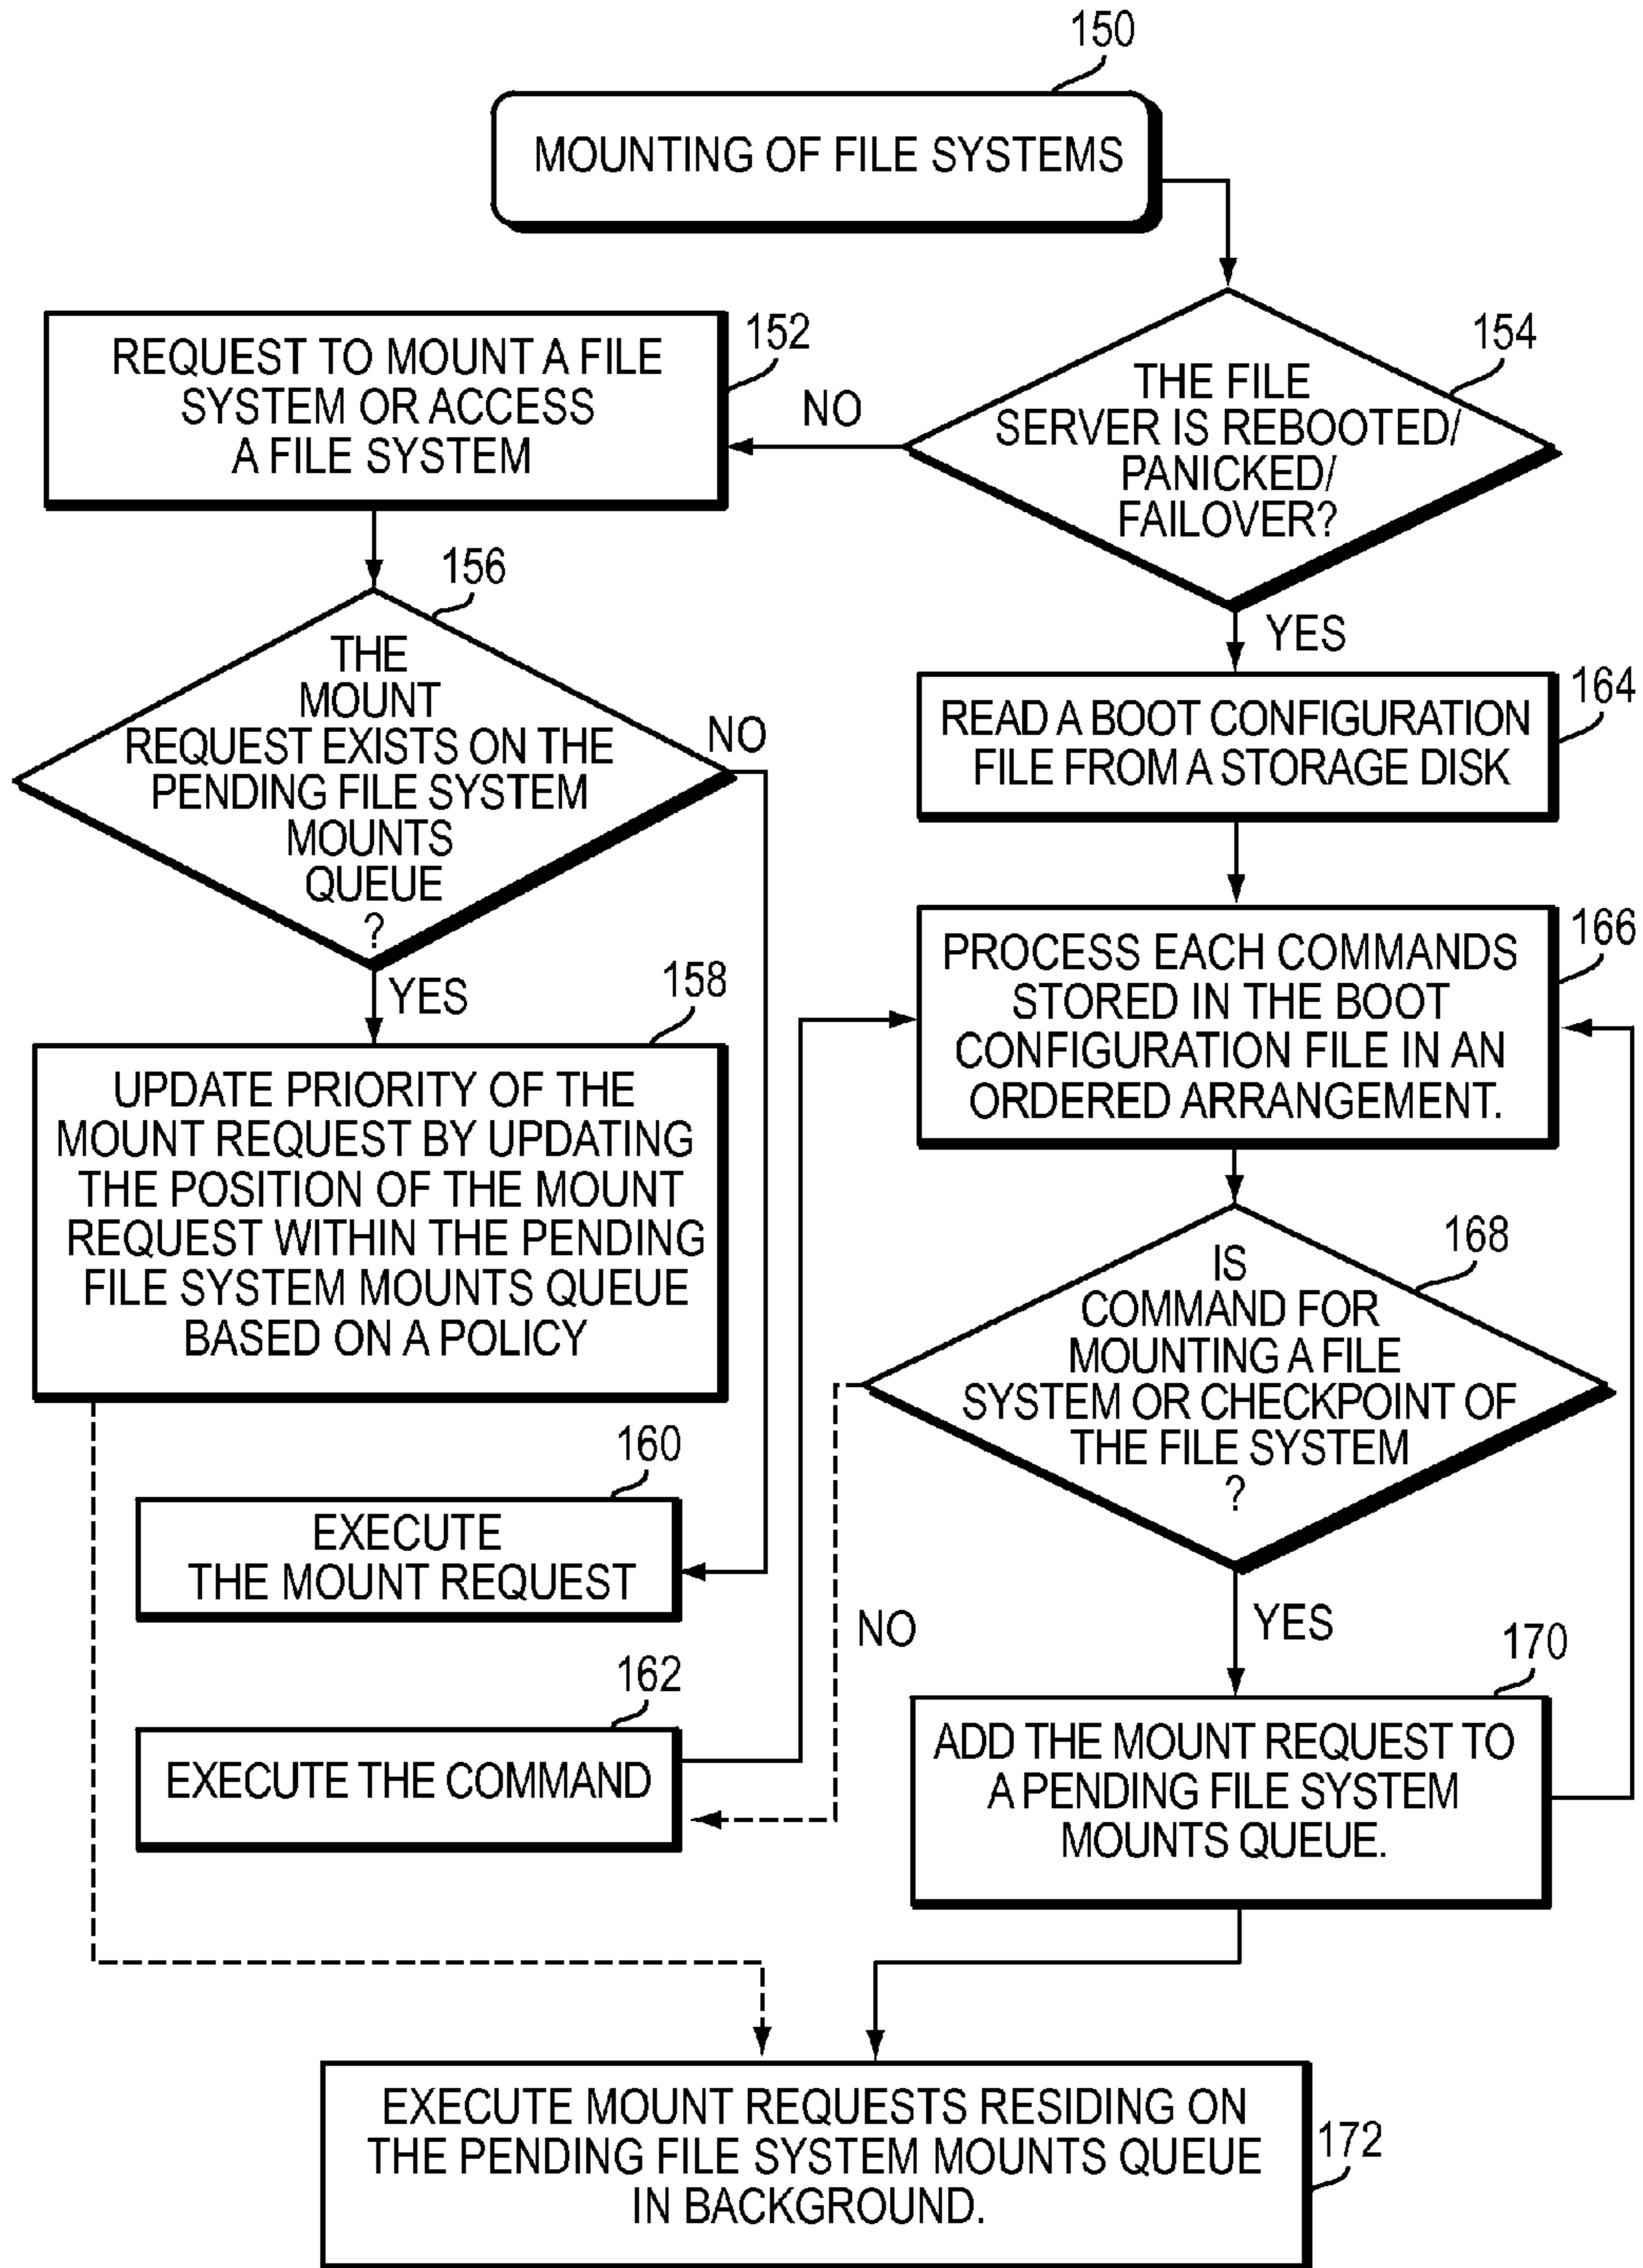 150
MOUNTING OF FILE SYSTEMS
154
THE FILE
SERVER IS REBOOTED/
PANICKED/
FAILOVER?
NO
YES
152
REQUEST TO MOUNT A FILE
SYSTEM OR ACCESS
A FILE SYSTEM
156
THE
MOUNT
REQUEST EXISTS ON THE
PENDING FILE SYSTEM
MOUNTS
QUEUE
?
NO
YES
158
UPDATE PRIORITY OF THE
MOUNT REQUEST BY UPDATING
THE POSITION OF THE MOUNT
REQUEST WITHIN THE PENDING
FILE SYSTEM MOUNTS QUEUE
BASED ON A POLICY
160
EXECUTE
THE MOUNT REQUEST
162
EXECUTE THE COMMAND
164
READ A BOOT CONFIGURATION
FILE FROM A STORAGE DISK
166
PROCESS EACH COMMANDS
STORED IN THE BOOT
CONFIGURATION FILE IN AN
ORDERED ARRANGEMENT.
168
IS
COMMAND FOR
MOUNTING A FILE
SYSTEM OR CHECKPOINT OF
THE FILE SYSTEM
?
NO
YES
170
ADD THE MOUNT REQUEST TO
A PENDING FILE SYSTEM
MOUNTS QUEUE.
EXECUTE MOUNT REQUESTS RESIDING ON
THE PENDING FILE SYSTEM MOUNTS QUEUE
IN BACKGROUND.
172